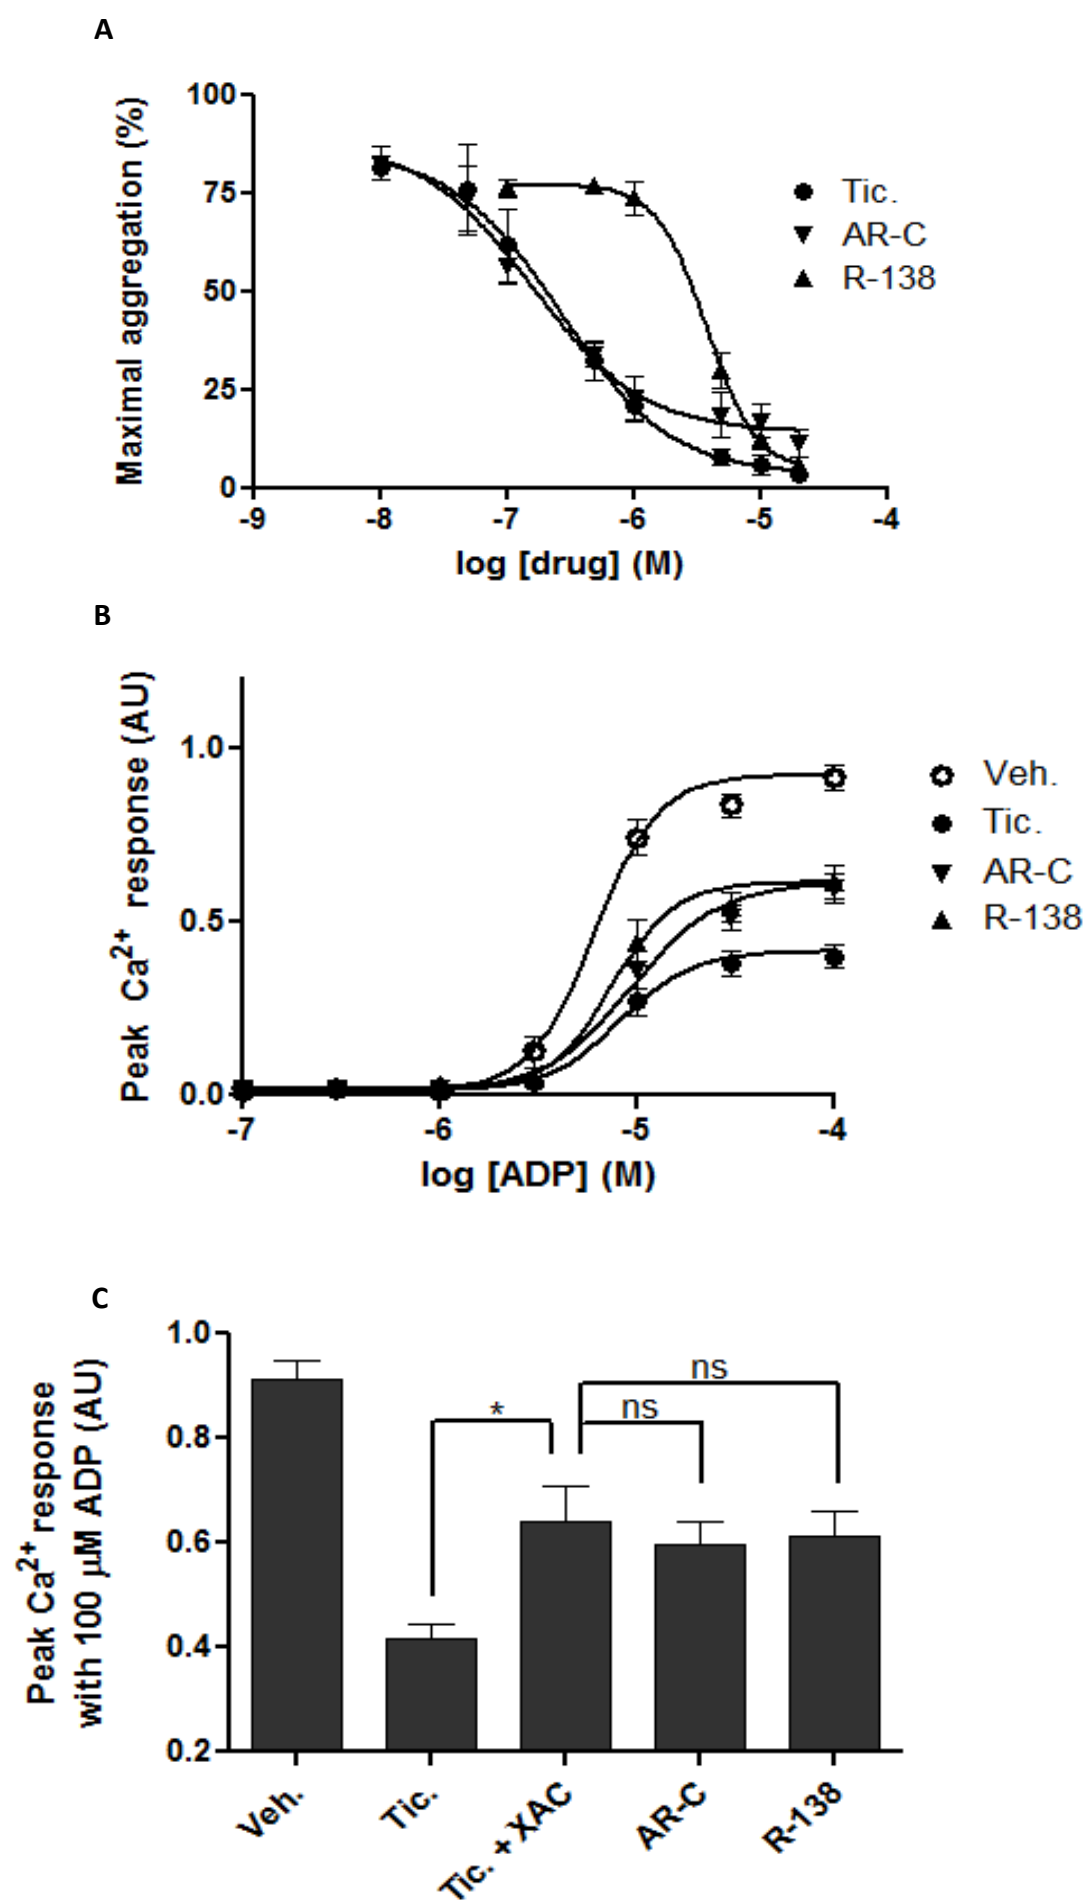 A
Maximal aggregation (%)
100
75
50
25
0
-9 -8 -7 -6 -5 -4
log [drug] (M)
Tic.
AR-C
R-138
B
Peak Ca²⁺ response (AU)
1.0
0.5
0.0
-7 -6 -5 -4
log [ADP] (M)
Veh.
Tic.
AR-C
R-138
C
Peak Ca²⁺ response
with 100 µM ADP (AU)
1.0
0.8
0.6
0.4
0.2
ns
* ns
Veh. Tic. Tic. + XAC AR-C R-138